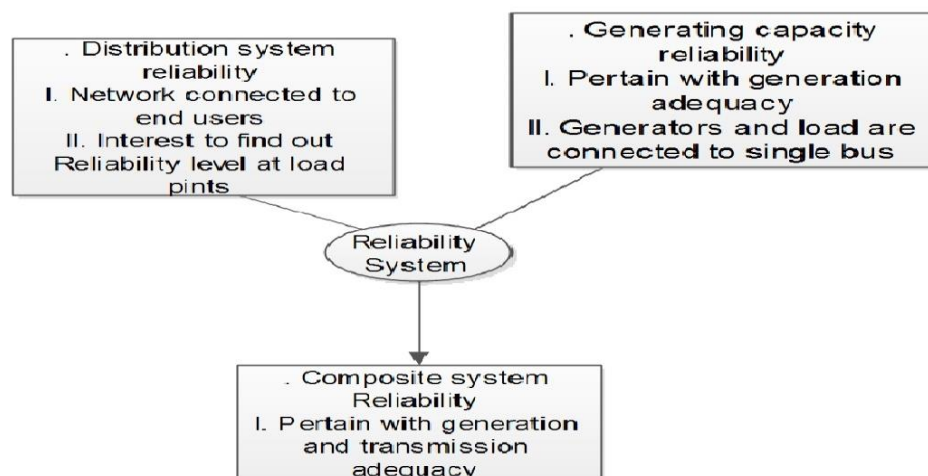 . Distribution system
reliability
I. Network connected to
end users
II. Interest to find out
Reliability level at load
pints
. Generating capacity
reliability
I. Pertain with generation
adequacy
II. Generators and load are
connected to single bus
Reliability
System
. Composite system
Reliability
I. Pertain with generation
and transmission
adequacy